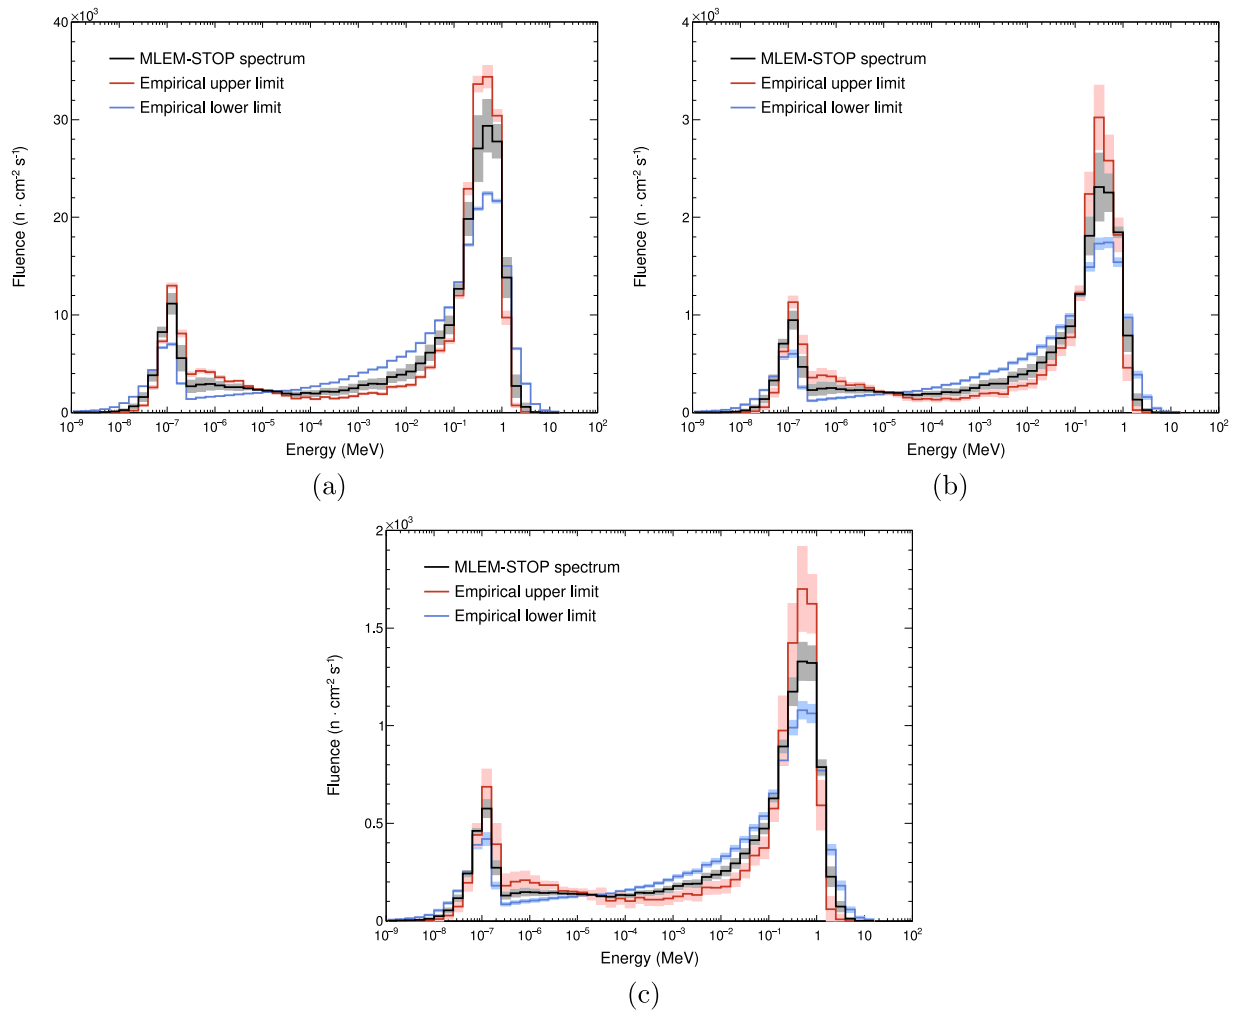 ×10³
40
30
20
10
0
Fluence (n · cm⁻² s⁻¹)
MLEM-STOP spectrum
Empirical upper limit
Empirical lower limit
10⁻⁹ 10⁻⁸ 10⁻⁷ 10⁻⁶ 10⁻⁵ 10⁻⁴ 10⁻³ 10⁻² 10⁻¹ 1 10 10²
Energy (MeV)
(a)
×10³
4
3
2
1
0
Fluence (n · cm⁻² s⁻¹)
MLEM-STOP spectrum
Empirical upper limit
Empirical lower limit
10⁻⁹ 10⁻⁸ 10⁻⁷ 10⁻⁶ 10⁻⁵ 10⁻⁴ 10⁻³ 10⁻² 10⁻¹ 1 10 10²
Energy (MeV)
(b)
×10³
2
1.5
1
0.5
0
Fluence (n · cm⁻² s⁻¹)
MLEM-STOP spectrum
Empirical upper limit
Empirical lower limit
10⁻⁹ 10⁻⁸ 10⁻⁷ 10⁻⁶ 10⁻⁵ 10⁻⁴ 10⁻³ 10⁻² 10⁻¹ 1 10 10²
Energy (MeV)
(c)